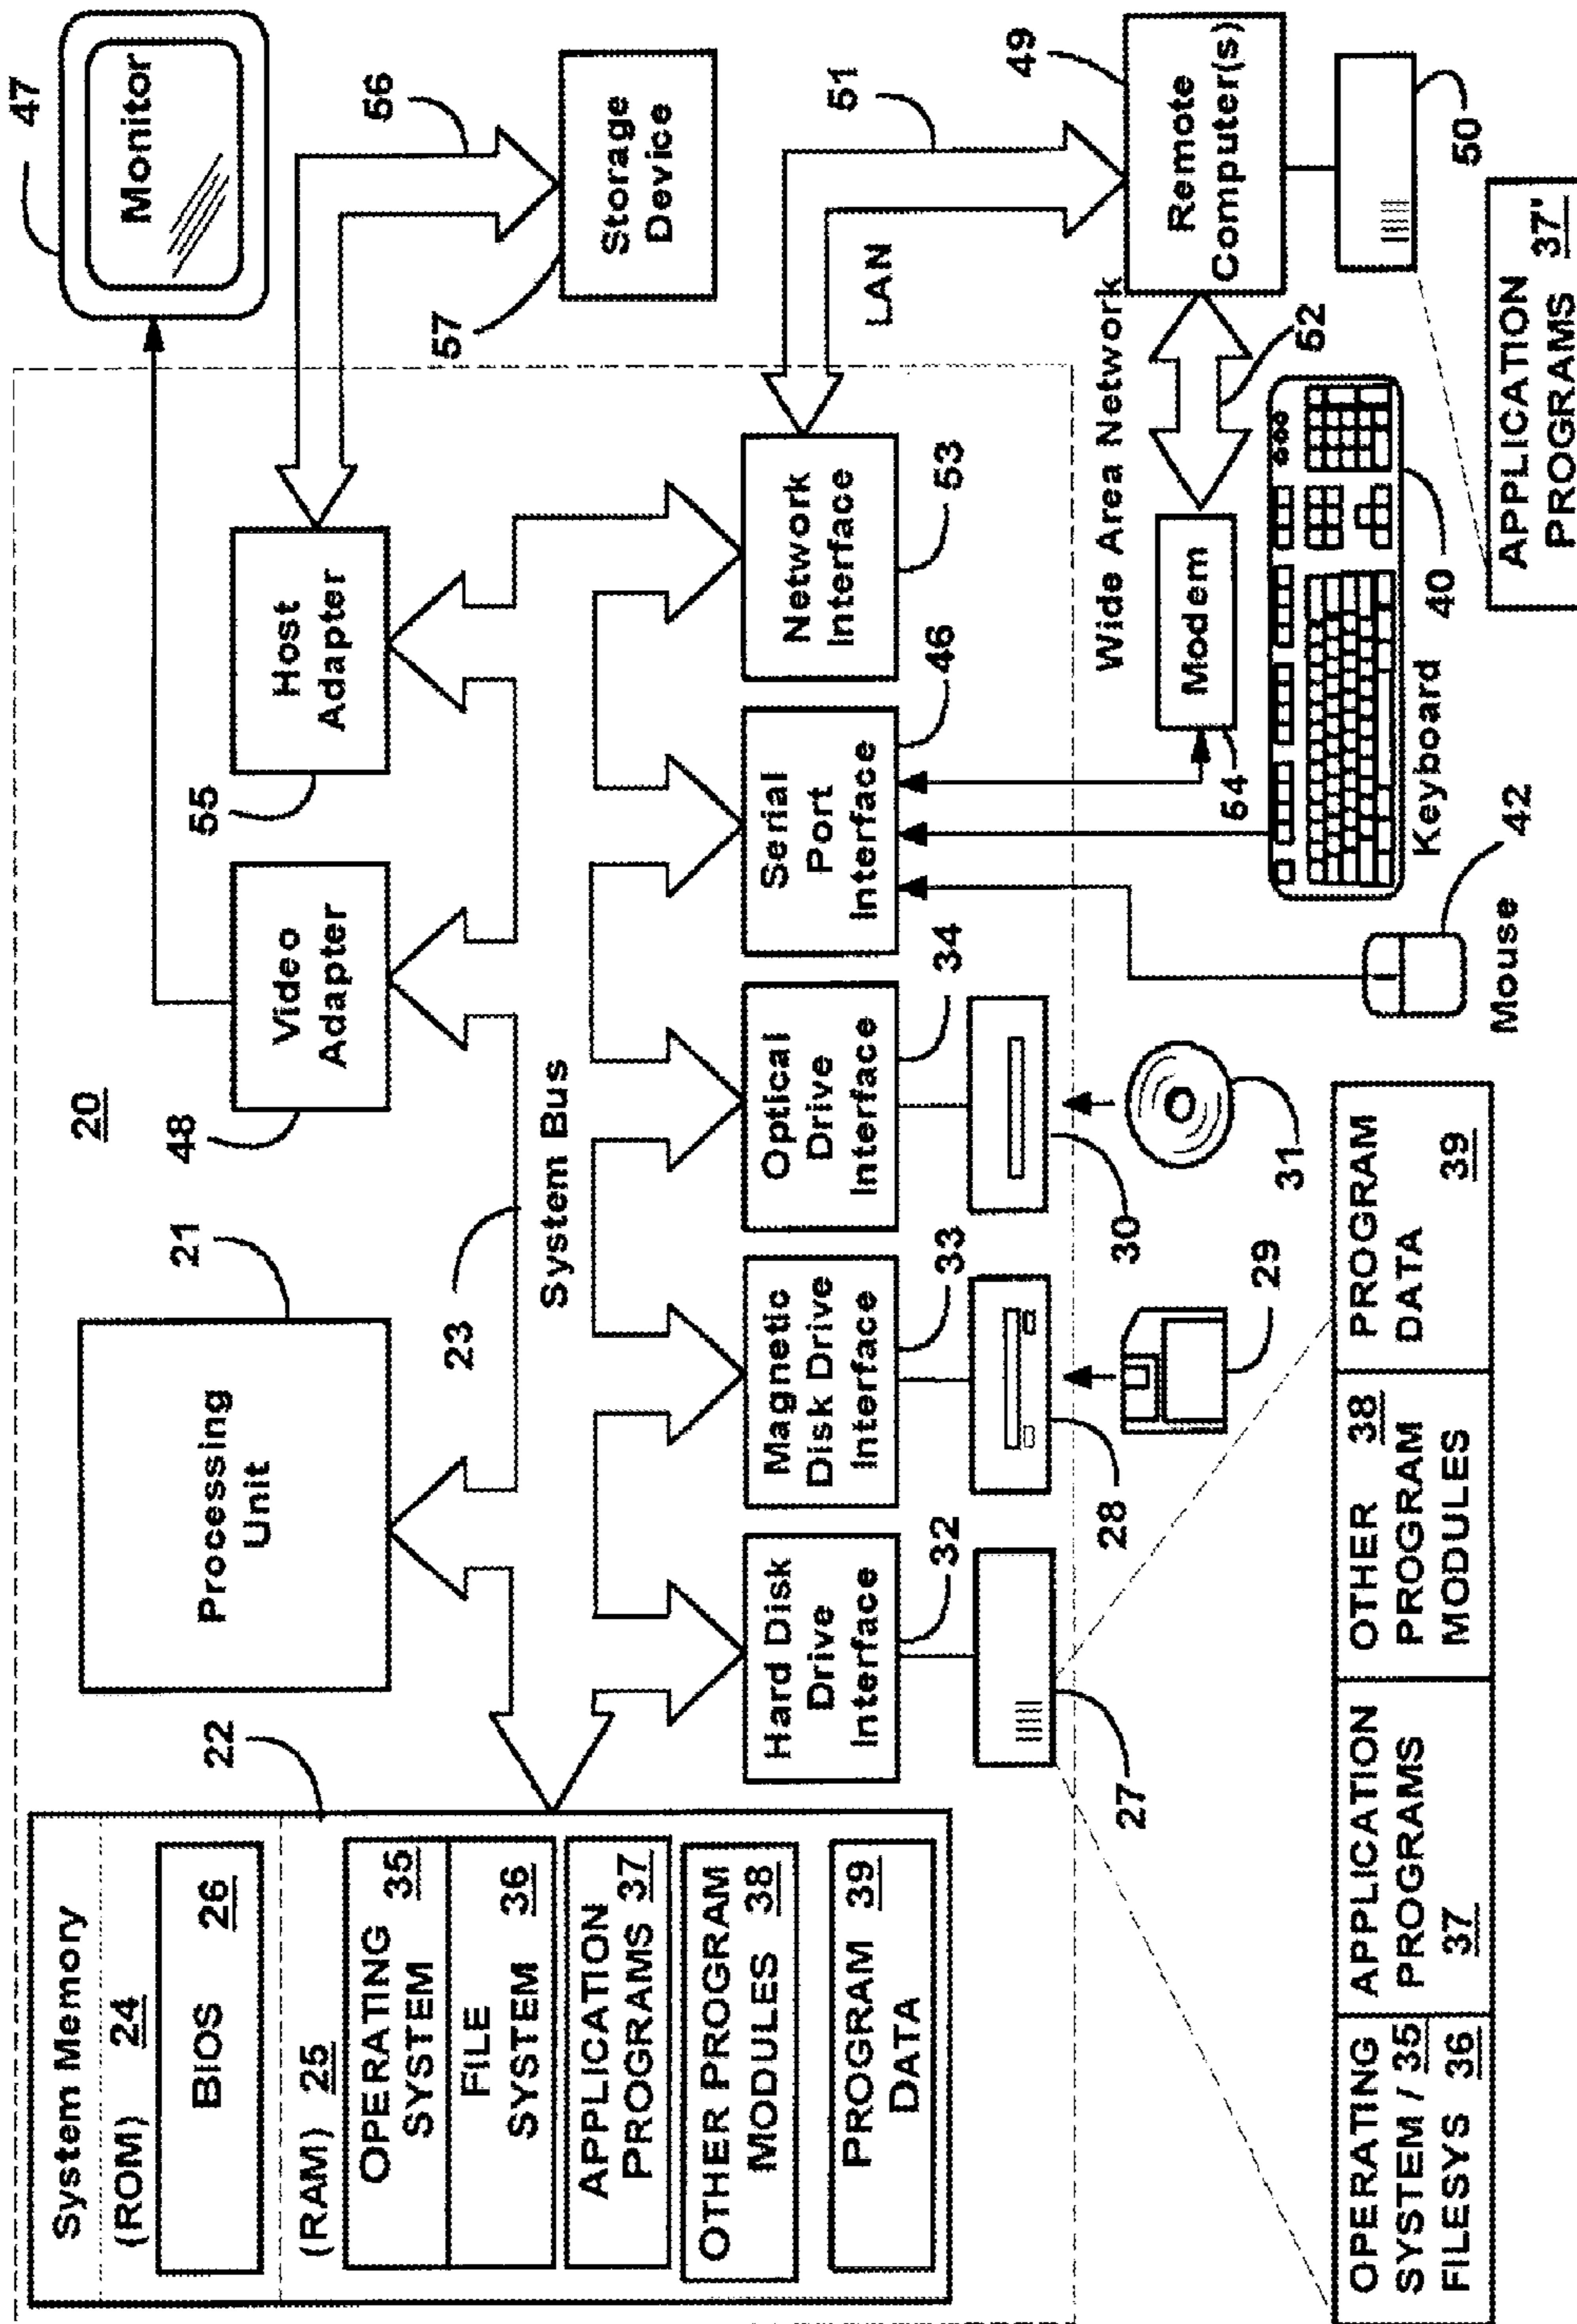 20
47
Monitor
System Memory
(ROM) 24
BIOS 26
(RAM) 25
OPERATING
SYSTEM 35
FILE
SYSTEM 36
APPLICATION
PROGRAMS 37
OTHER PROGRAM
MODULES 38
PROGRAM 39
DATA
22
Processing
Unit
21
48
Video
Adapter
55
Host
Adapter
56
57
Storage
Device
23
System Bus
Hard Disk
Drive
Interface
32
Magnetic
Disk Drive
Interface
33
Optical
Drive
Interface
34
Serial
Port
Interface
46
Network
Interface
53
LAN
51
27
28
29
30
31
Wide Area Network
Modem
54
52
49
Remote
Computer(s)
50
Keyboard
40
Mouse
42
OPERATING
SYSTEM / 35
FILESYS 36
APPLICATION
PROGRAMS
37
OTHER 38
PROGRAM
MODULES
PROGRAM
DATA
39
APPLICATION
PROGRAMS 37'